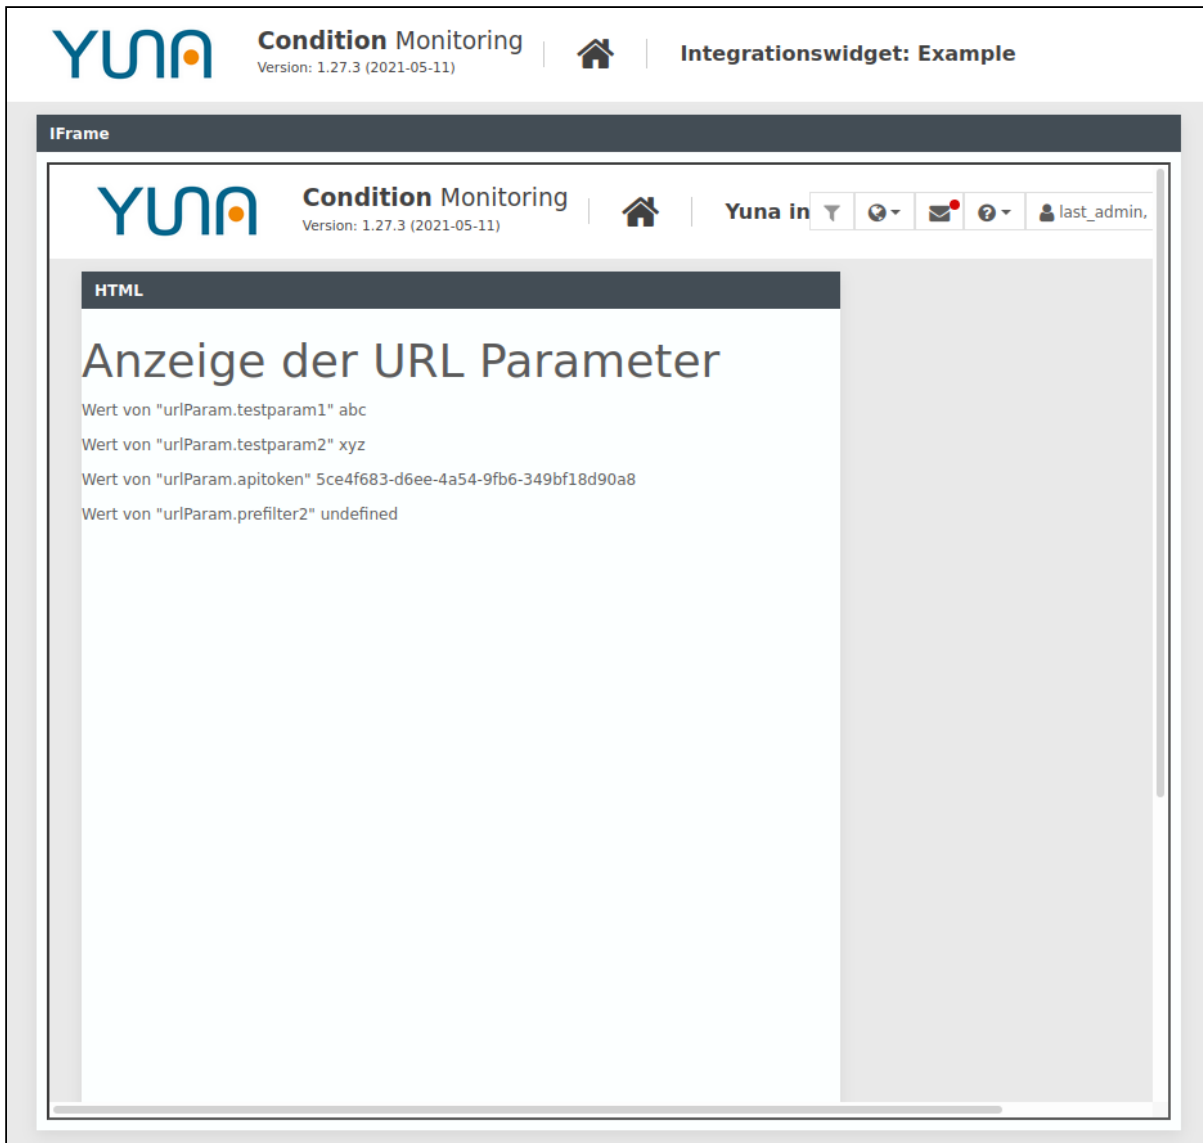 YUNA
Condition Monitoring
Version: 1.27.3 (2021-05-11)
Integrationswidget: Example
IFrame
YUNA
Condition Monitoring
Version: 1.27.3 (2021-05-11)
Yuna in
last_admin,
HTML
Anzeige der URL Parameter
Wert von "urlParam.testparam1" abc
Wert von "urlParam.testparam2" xyz
Wert von "urlParam.apitoken" 5ce4f683-d6ee-4a54-9fb6-349bf18d90a8
Wert von "urlParam.prefilter2" undefined